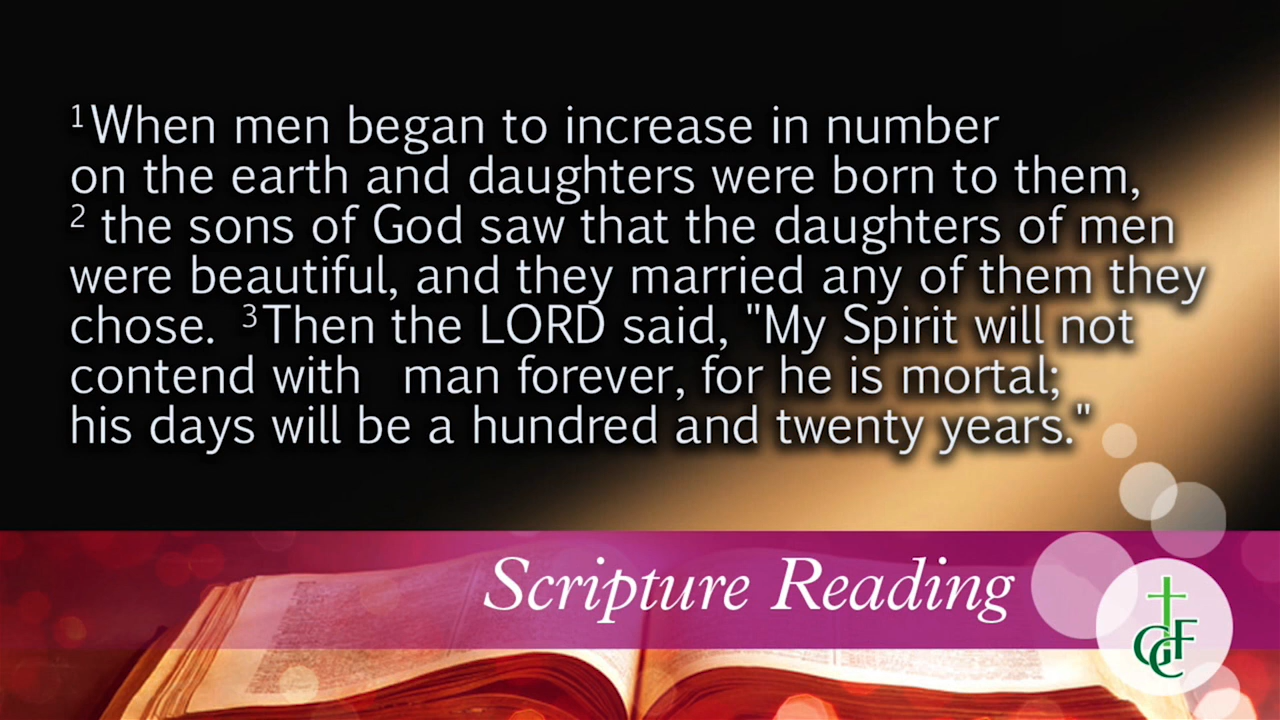 ¹When men began to increase in number
on the earth and daughters were born to them,
² the sons of God saw that the daughters of men
were beautiful, and they married any of them they
chose. ³Then the LORD said, "My Spirit will not
contend with man forever, for he is mortal;
his days will be a hundred and twenty years."
Scripture Reading
GCF